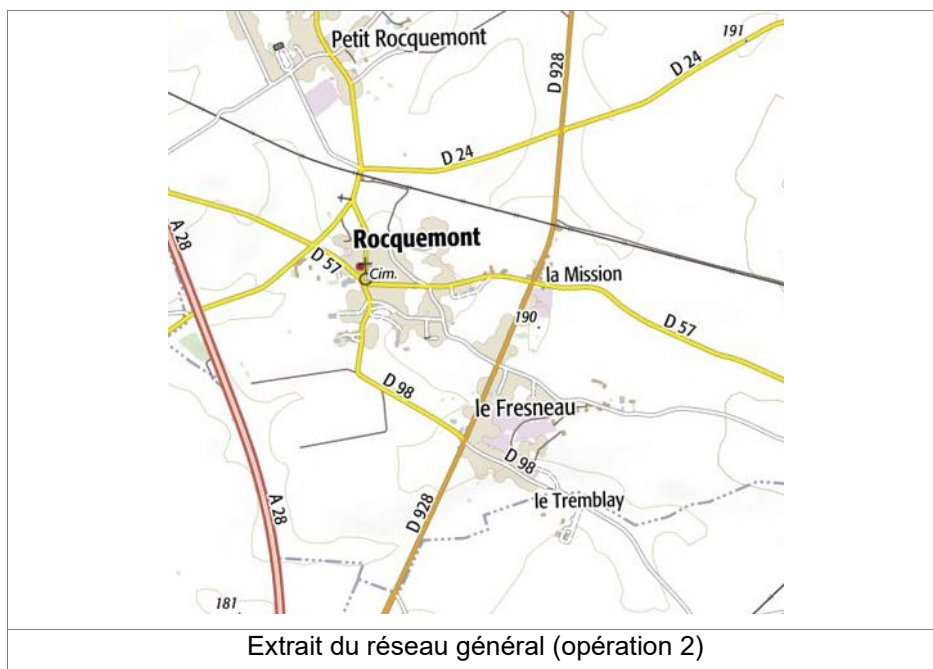 Petit Rocquemont
191
D 24
D 928
D 24
A 28
Rocquemont
D 57
Cim.
la Mission
190
D 57
D 98
le Fresneau
D 98
le Tremblay
A 28
D 928
181
Extrait du réseau général (opération 2)